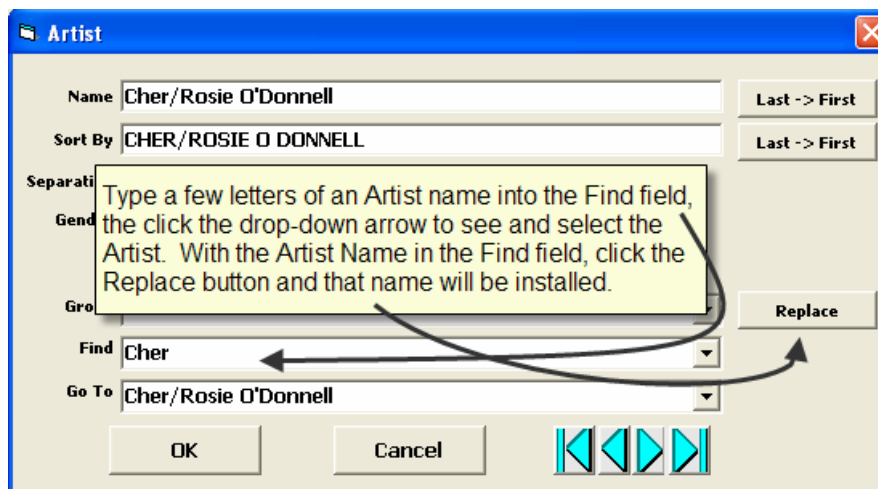 Artist
Name Cher/Rosie O'Donnell Last -> First
Sort By CHER/ROSIE O DONNELL Last -> First
Separati
Type a few letters of an Artist name into the Find field,
Gend
the click the drop-down arrow to see and select the
Artist. With the Artist Name in the Find field, click the
Replace button and that name will be installed.
Gro
Replace
Find Cher
Go To Cher/Rosie O'Donnell
OK Cancel